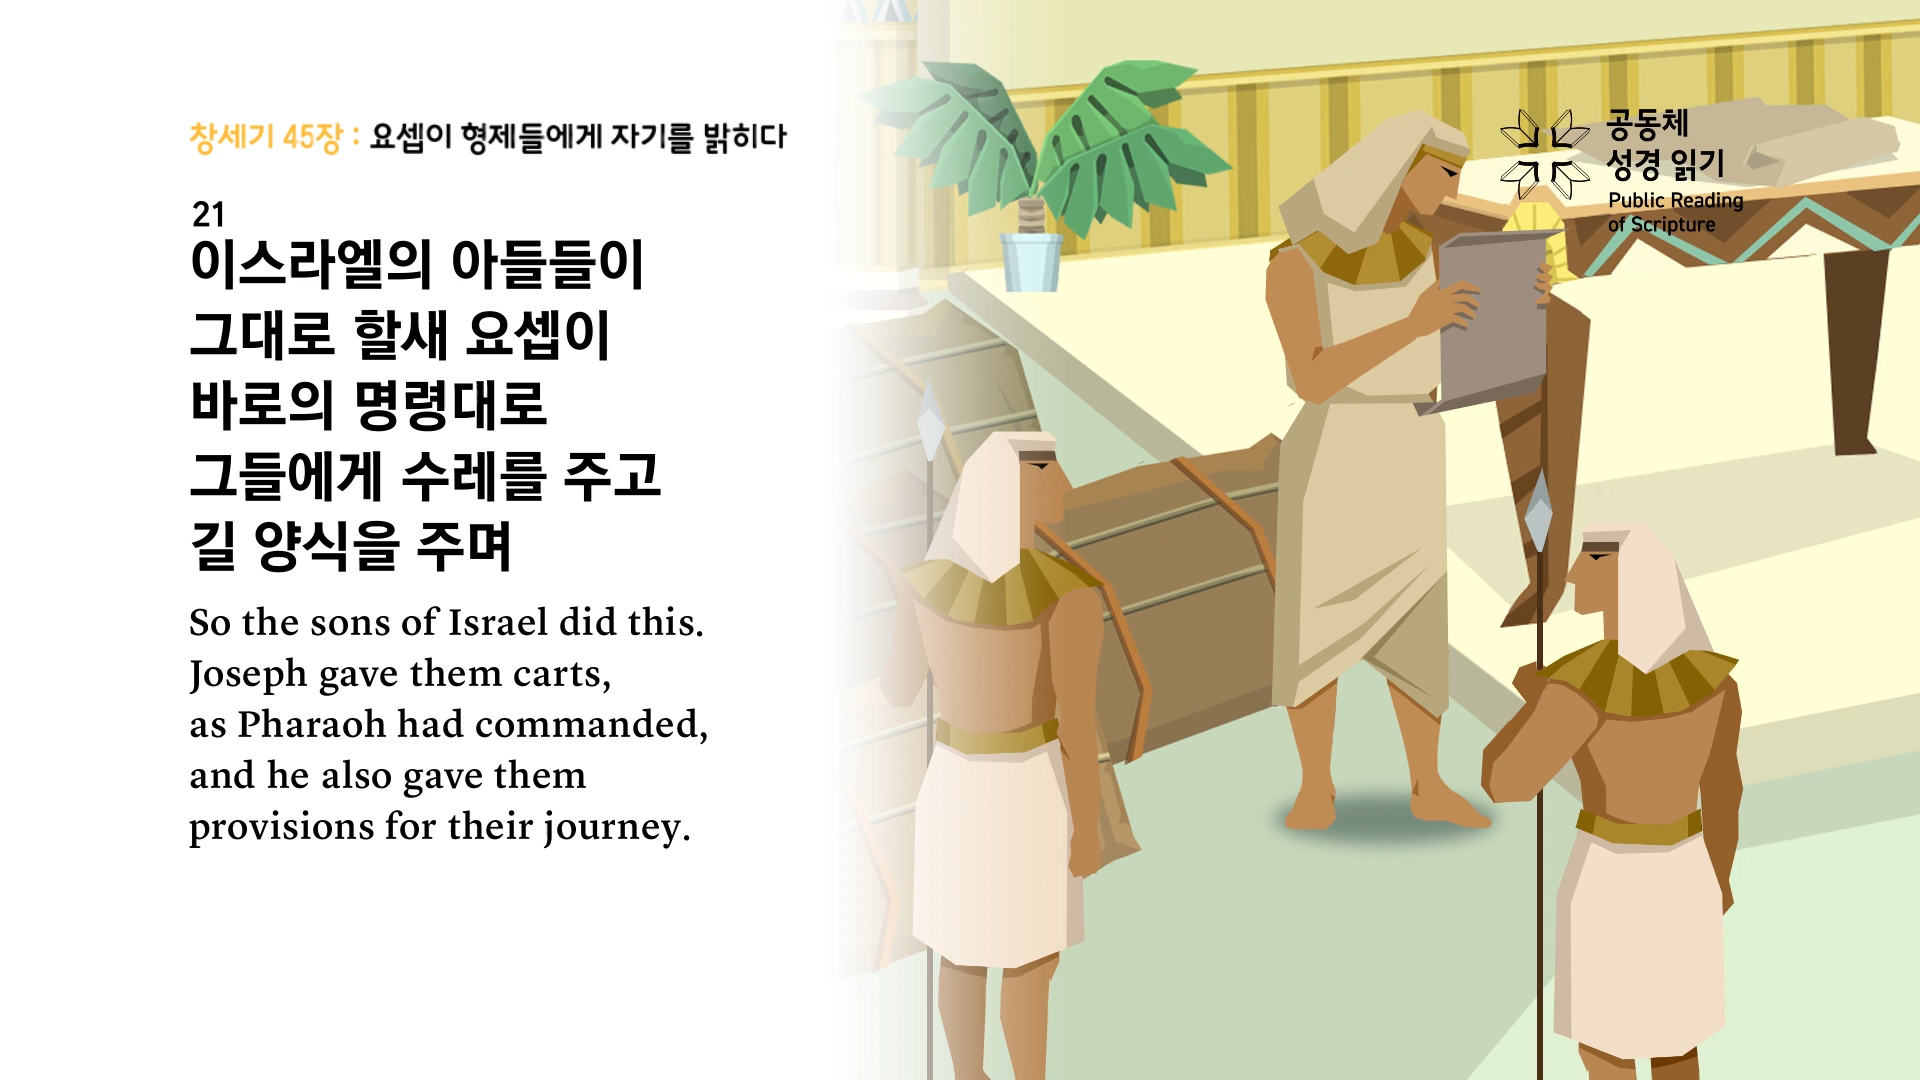 창세기 45장 : 요셉이 형제들에게 자기를 밝히다
21
이스라엘의 아들들이
그대로 할새 요셉이
바로의 명령대로
그들에게 수레를 주고
길 양식을 주며
So the sons of Israel did this.
Joseph gave them carts,
as Pharaoh had commanded,
and he also gave them
provisions for their journey.
공동체
성경 읽기
Public Reading
of Scripture